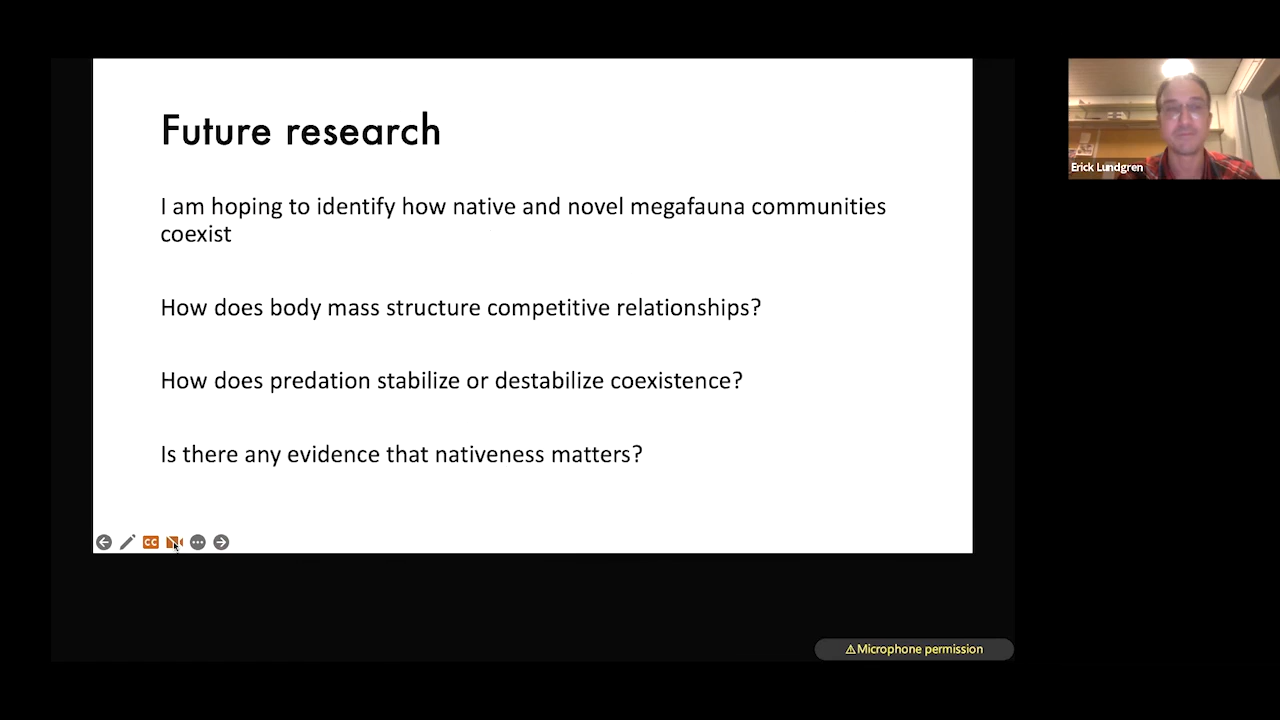 Future research
I am hoping to identify how native and novel megafauna communities
coexist
How does body mass structure competitive relationships?
How does predation stabilize or destabilize coexistence?
Is there any evidence that nativeness matters?
CC
Erick Lundgren
⚠Microphone permission